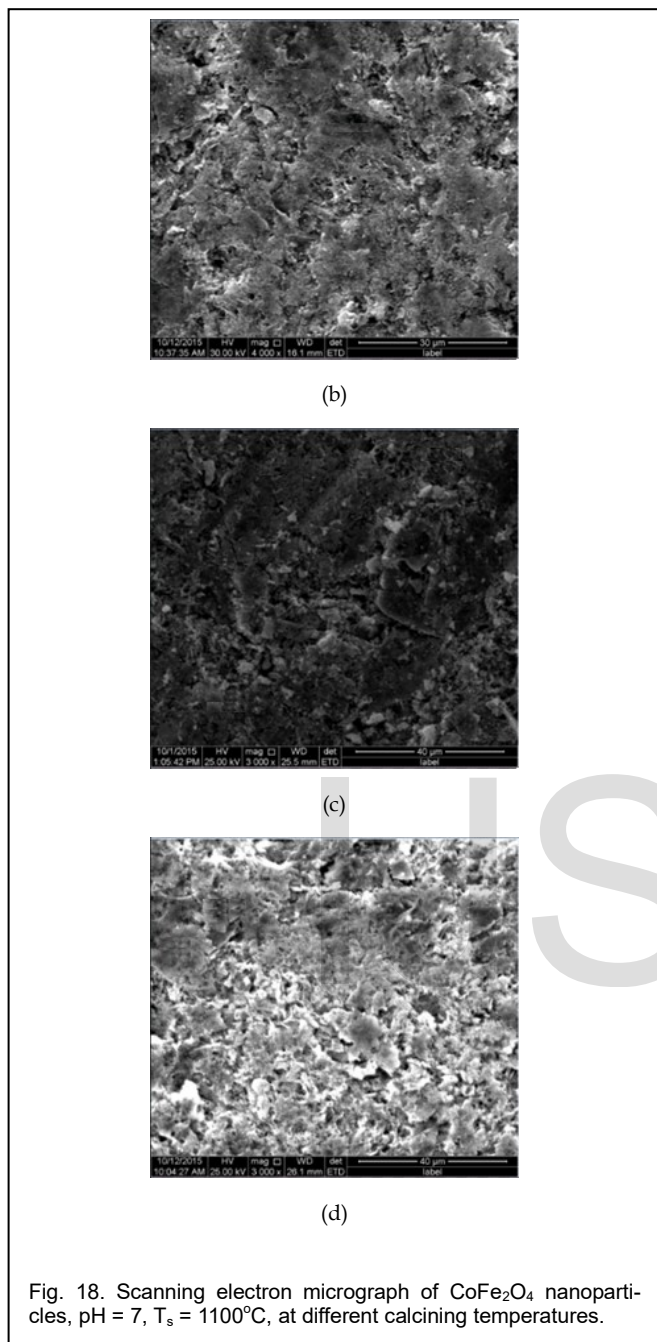 10/12/2015 HV mag □ WD det 30 µm
10:37:35 AM 30.00 kV 4 000 x 16.1 mm ETD label
(b)
10/1/2015 HV mag □ WD det 40 µm
1:05:42 PM 25.00 kV 3 000 x 25.5 mm ETD label
(c)
IJS
10/12/2015 HV mag □ WD det 40 µm
10:04:27 AM 25.00 kV 3 000 x 26.1 mm ETD label
(d)
Fig. 18. Scanning electron micrograph of CoFe₂O₄ nanoparti-
cles, pH = 7, Tₛ = 1100°C, at different calcining temperatures.